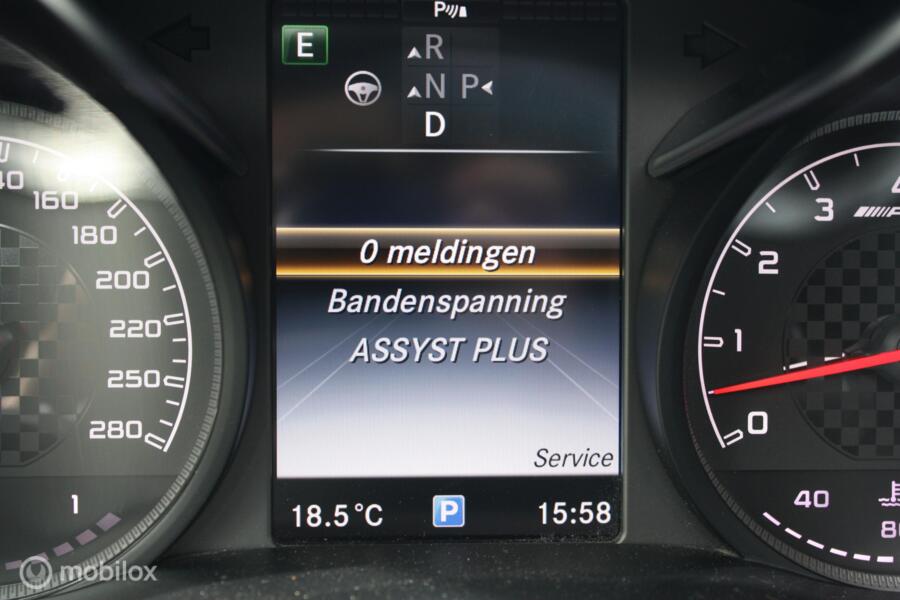 P
E
R
N P
D
160
180
200
220
250
280
1
0 meldingen
Bandenspanning
ASSYST PLUS
Service
18.5°C P 15:58
3
2
1
0
40
mobilox